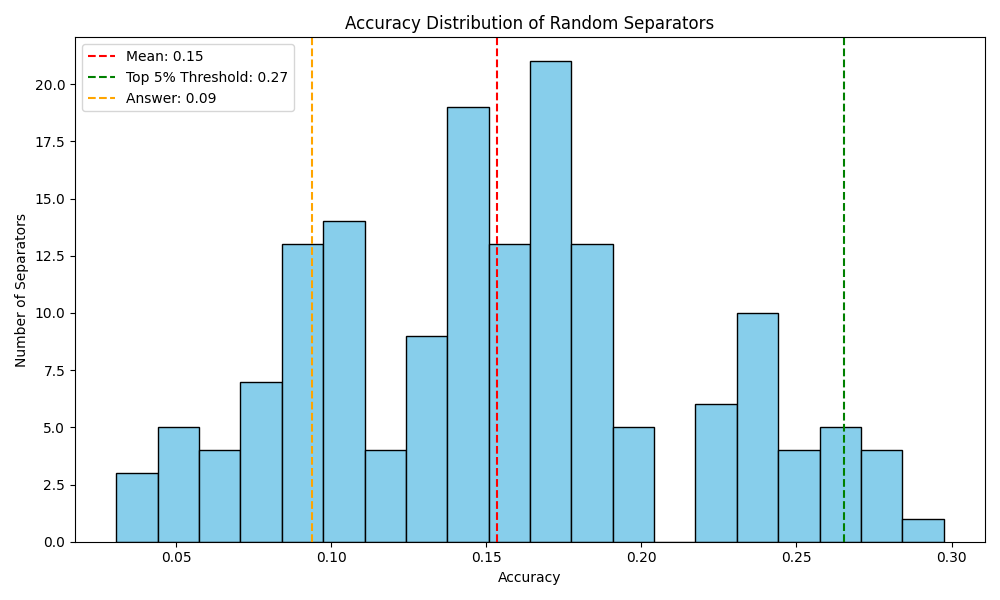 Accuracy Distribution of Random Separators
Mean: 0.15
Top 5% Threshold: 0.27
Answer: 0.09
Number of Separators
20.0
17.5
15.0
12.5
10.0
7.5
5.0
2.5
0.0
0.05 0.10 0.15 0.20 0.25 0.30
Accuracy